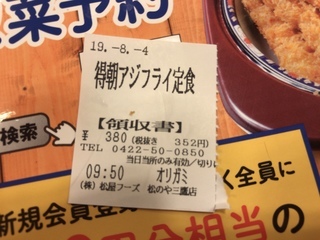 菜予約
19.-8.-4
得朝アジフライ定食
【領収書】
¥ 380(税抜き 352円)
TEL 0422-50-0850
当日当所のみ有効/切り
09:50 オリガミ
(株)松屋フーズ 松のや三鷹店
検索
く全員に
新規会員登
相当の